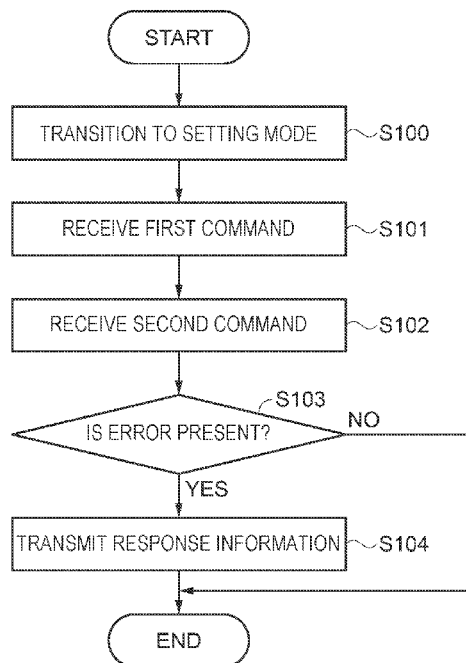 START
TRANSITION TO SETTING MODE
S100
RECEIVE FIRST COMMAND
S101
RECEIVE SECOND COMMAND
S102
S103
IS ERROR PRESENT?
NO
YES
TRANSMIT RESPONSE INFORMATION
S104
END